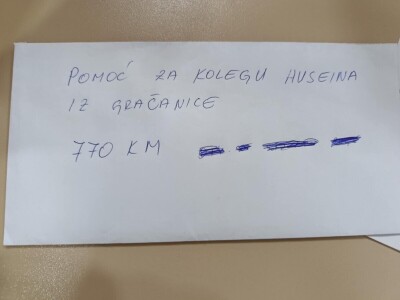 POMOĆ ZA KOLEGU HUSEINA
IZ GRAČANICE
770 KM